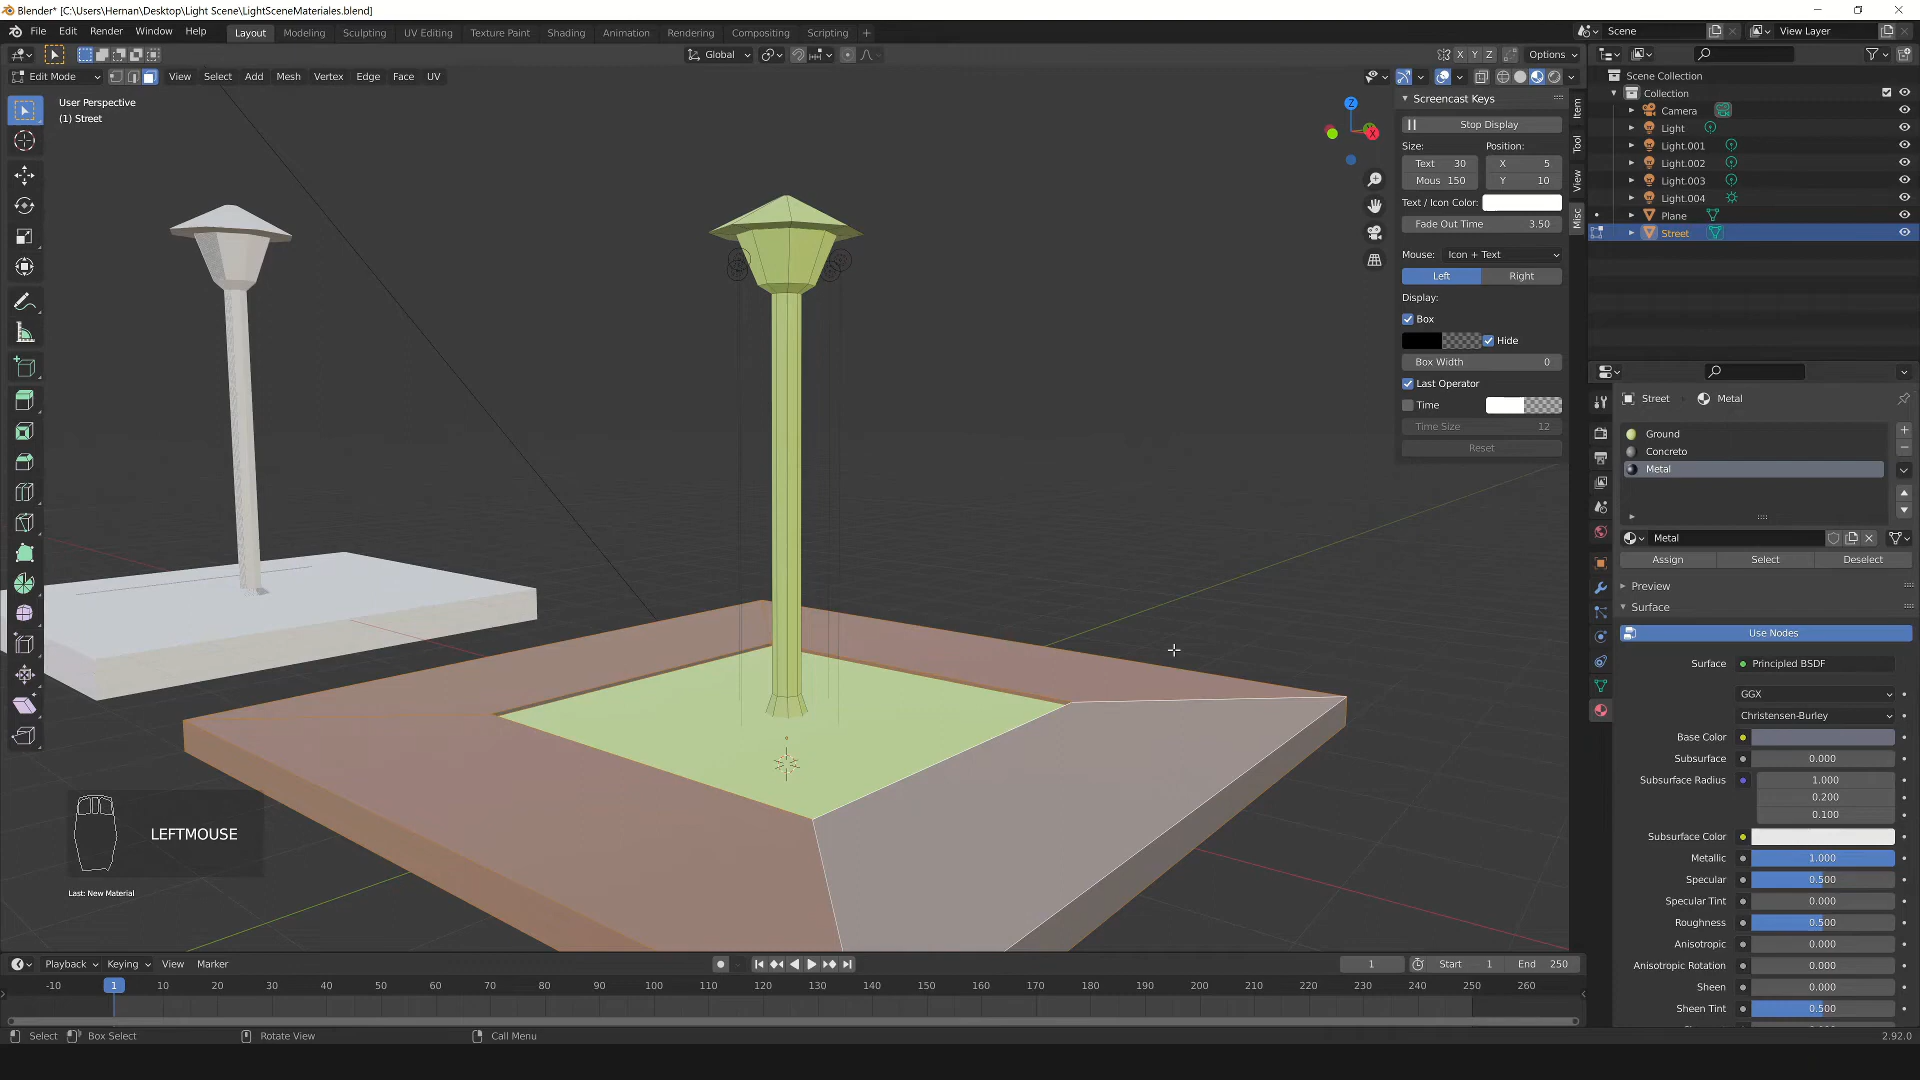 Blender* [C:\Users\Hernan\Desktop\Light Scene\LightSceneMateriales.blend]
File Edit Render Window Help
Layout Modeling Sculpting UV Editing Texture Paint Shading Animation Rendering Compositing Scripting +
Scene View Layer
Global X Y Z Options
Edit Mode View Select Add Mesh Vertex Edge Face UV
User Perspective
(1) Street
Z
X
Screencast Keys
Stop Display
Size: Position:
Text 30 X 5
Mous 150 Y 10
Text / Icon Color:
Fade Out Time 3.50
Mouse: Icon + Text
Left Right
Display:
Box
Hide
Box Width 0
Last Operator
Time
Time Size 12
Reset
Item
Tool
View
Misc
Scene Collection
Collection
Camera
Light
Light.001
Light.002
Light.003
Light.004
Plane
Street
Street Metal
Ground
Concreto
Metal
Metal
Assign Select Deselect
Preview
Surface
Use Nodes
Surface Principled BSDF
GGX
Christensen-Burley
Base Color
Subsurface 0.000
Subsurface Radius 1.000
0.200
0.100
Subsurface Color
Metallic 1.000
Specular 0.500
Specular Tint 0.000
Roughness 0.500
Anisotropic 0.000
Anisotropic Rotation 0.000
Sheen 0.000
Sheen Tint 0.500
LEFTMOUSE
Last: New Material
Playback Keying View Marker
1 Start 1 End 250
-10 1 10 20 30 40 50 60 70 80 90 100 110 120 130 140 150 160 170 180 190 200 210 220 230 240 250 260
Select Box Select Rotate View Call Menu
2.92.0